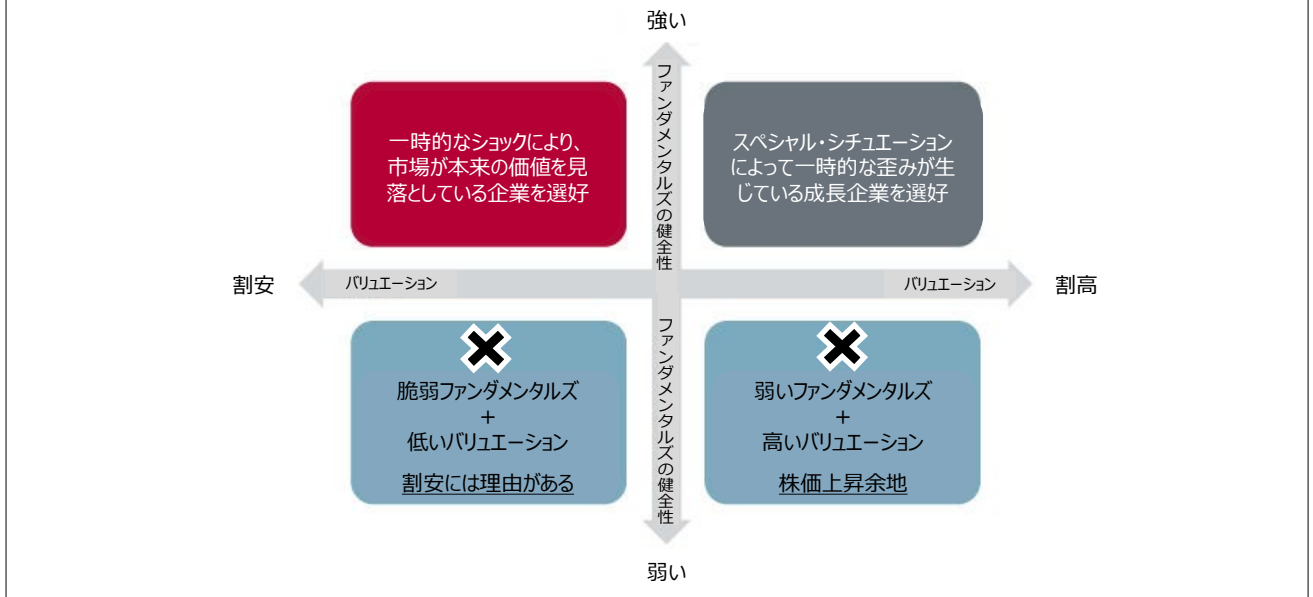 強い
一時的なショックにより、
市場が本来の価値を見
落としている企業を選好
ファンダメンタルズの健全性
スペシャル・シチュエーション
によって一時的な歪みが生
じている成長企業を選好
割安
バリュエーション
バリュエーション
割高
脆弱ファンダメンタルズ
+
低いバリュエーション
割安には理由がある
ファンダメンタルズの健全性
弱いファンダメンタルズ
+
高いバリュエーション
株価上昇余地
弱い